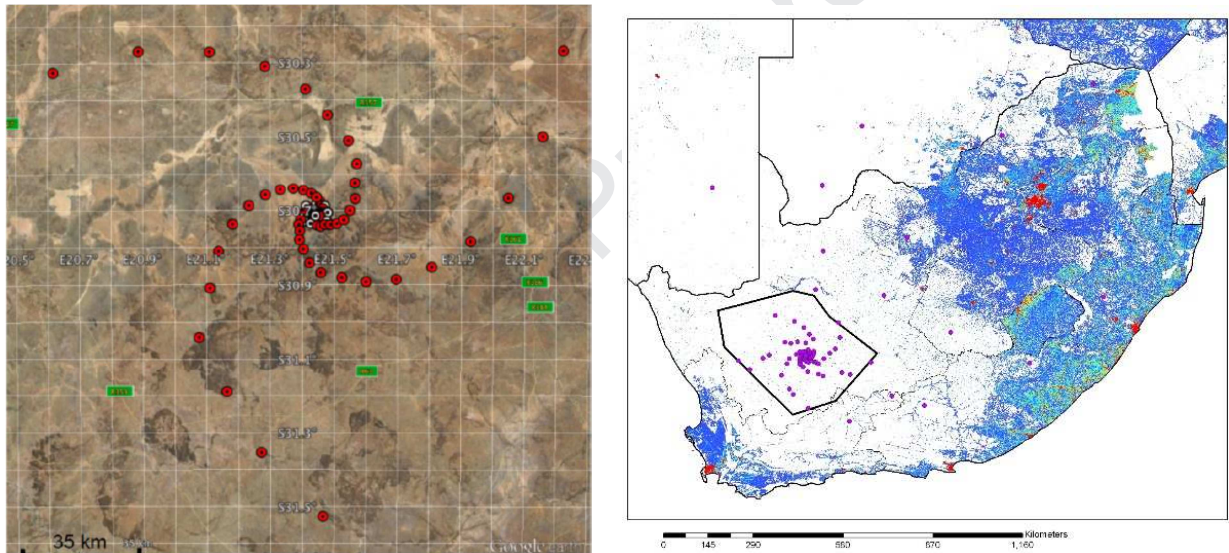 S30.3°
S30.5°
E20.7°
E20.9°
E21.1°
E21.3°
E21.5°
E21.7°
E21.9°
E22.1°
S30.9°
S31.1°
S31.3°
S31.5°
35 km
Google earth
Kilometers
0 145 290 580 870 1,160